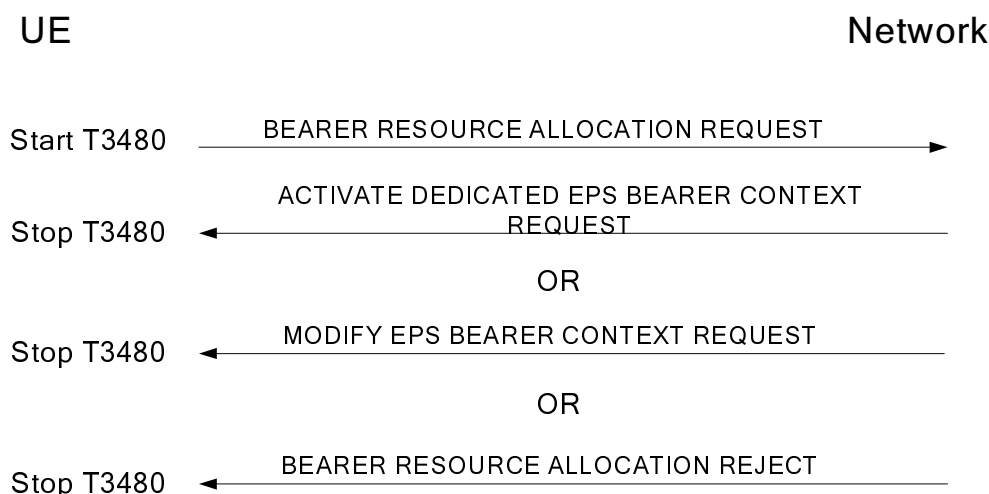 UE Network
Start T3480 BEARER RESOURCE ALLOCATION REQUEST
ACTIVATE DEDICATED EPS BEARER CONTEXT
REQUEST
Stop T3480
OR
MODIFY EPS BEARER CONTEXT REQUEST
Stop T3480
OR
BEARER RESOURCE ALLOCATION REJECT
Stop T3480